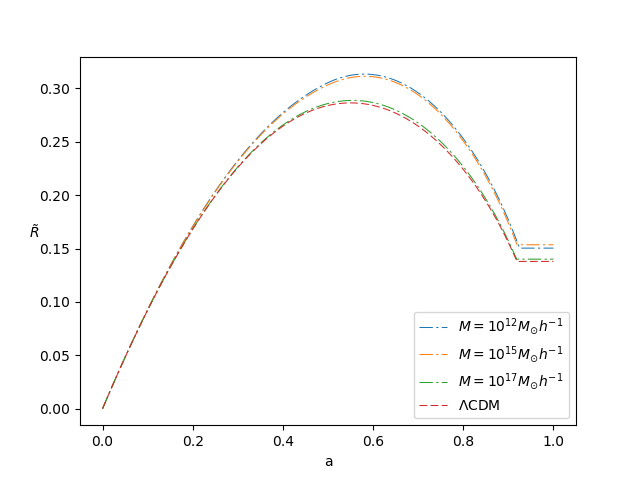 0.30
0.25
0.20
R̃
0.15
0.10
0.05
0.00
M = 10¹²M⊙h⁻¹
M = 10¹⁵M⊙h⁻¹
M = 10¹⁷M⊙h⁻¹
ΛCDM
0.0 0.2 0.4 0.6 0.8 1.0
a